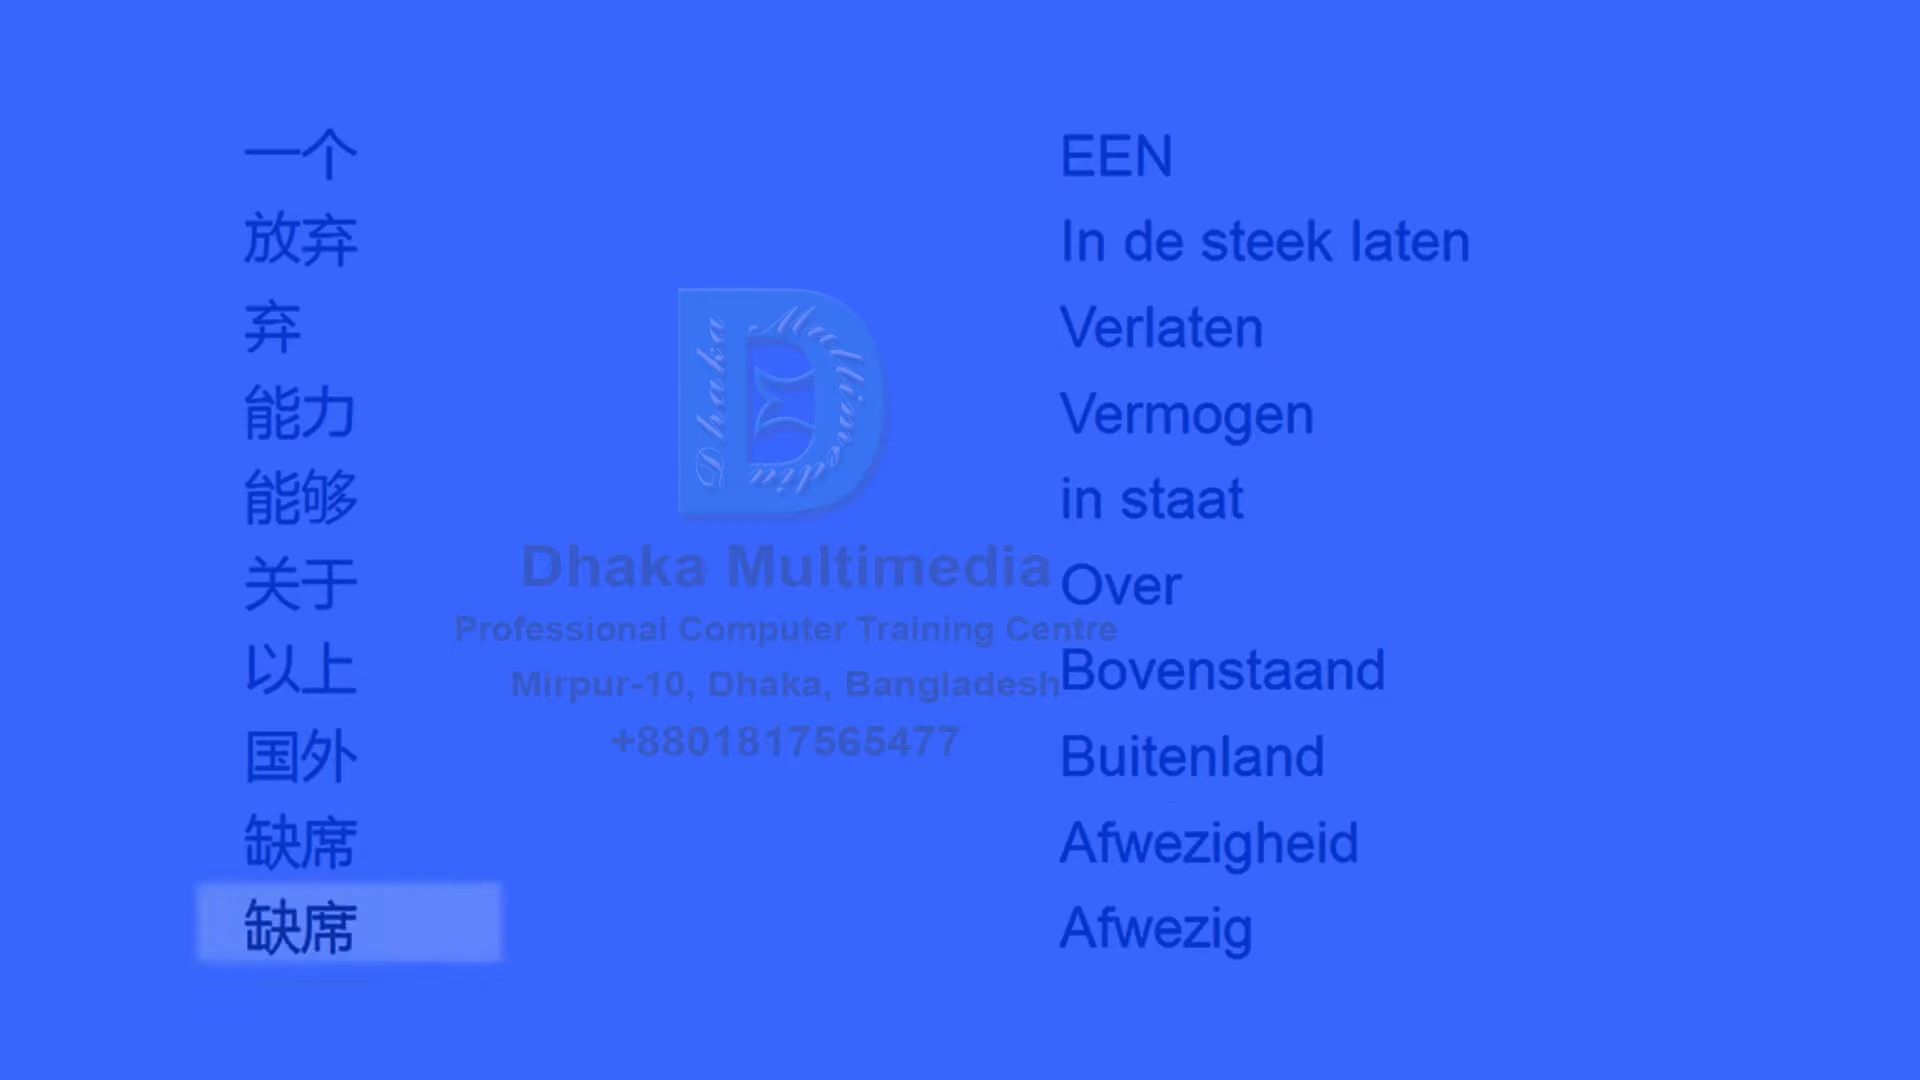 一个 EEN
放弃 In de steek laten
弃 Verlaten
能力 Vermogen
能够 in staat
关于 Over
以上 Bovenstaand
国外 Buitenland
缺席 Afwezigheid
缺席 Afwezig
Dhaka Multimedia
Dhaka Multimedia
Professional Computer Training Centre
Mirpur-10, Dhaka, Bangladesh
+8801817565477